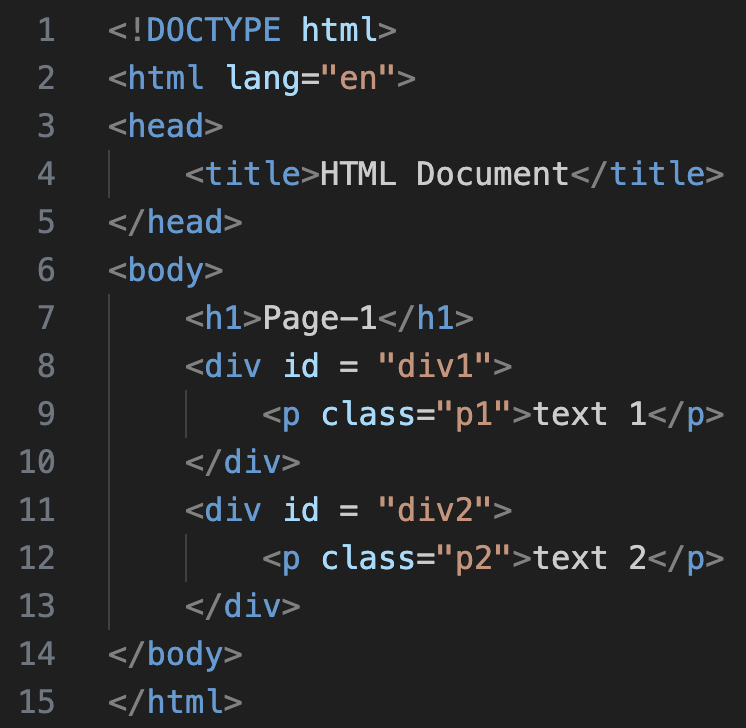 1 <!DOCTYPE html>
2 <html lang="en">
3 <head>
4     <title>HTML Document</title>
5 </head>
6 <body>
7     <h1>Page-1</h1>
8     <div id = "div1">
9         <p class="p1">text 1</p>
10     </div>
11     <div id = "div2">
12         <p class="p2">text 2</p>
13     </div>
14 </body>
15 </html>